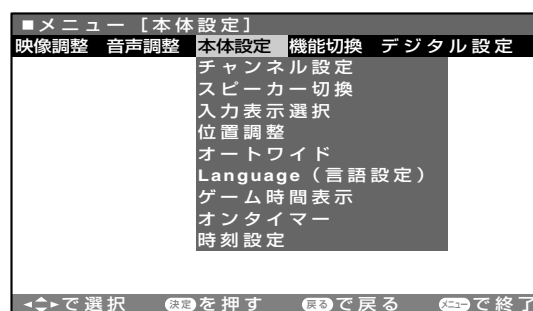 ■メニュー [本体設定]
映像調整 音声調整 本体設定 機能切換 デジタル設定
チャンネル設定
スピーカー切換
入力表示選択
位置調整
オートワイド
Language(言語設定)
ゲーム時間表示
オンタイマー
時刻設定
で選択 決定を押す 戻るで戻る メニューで終了